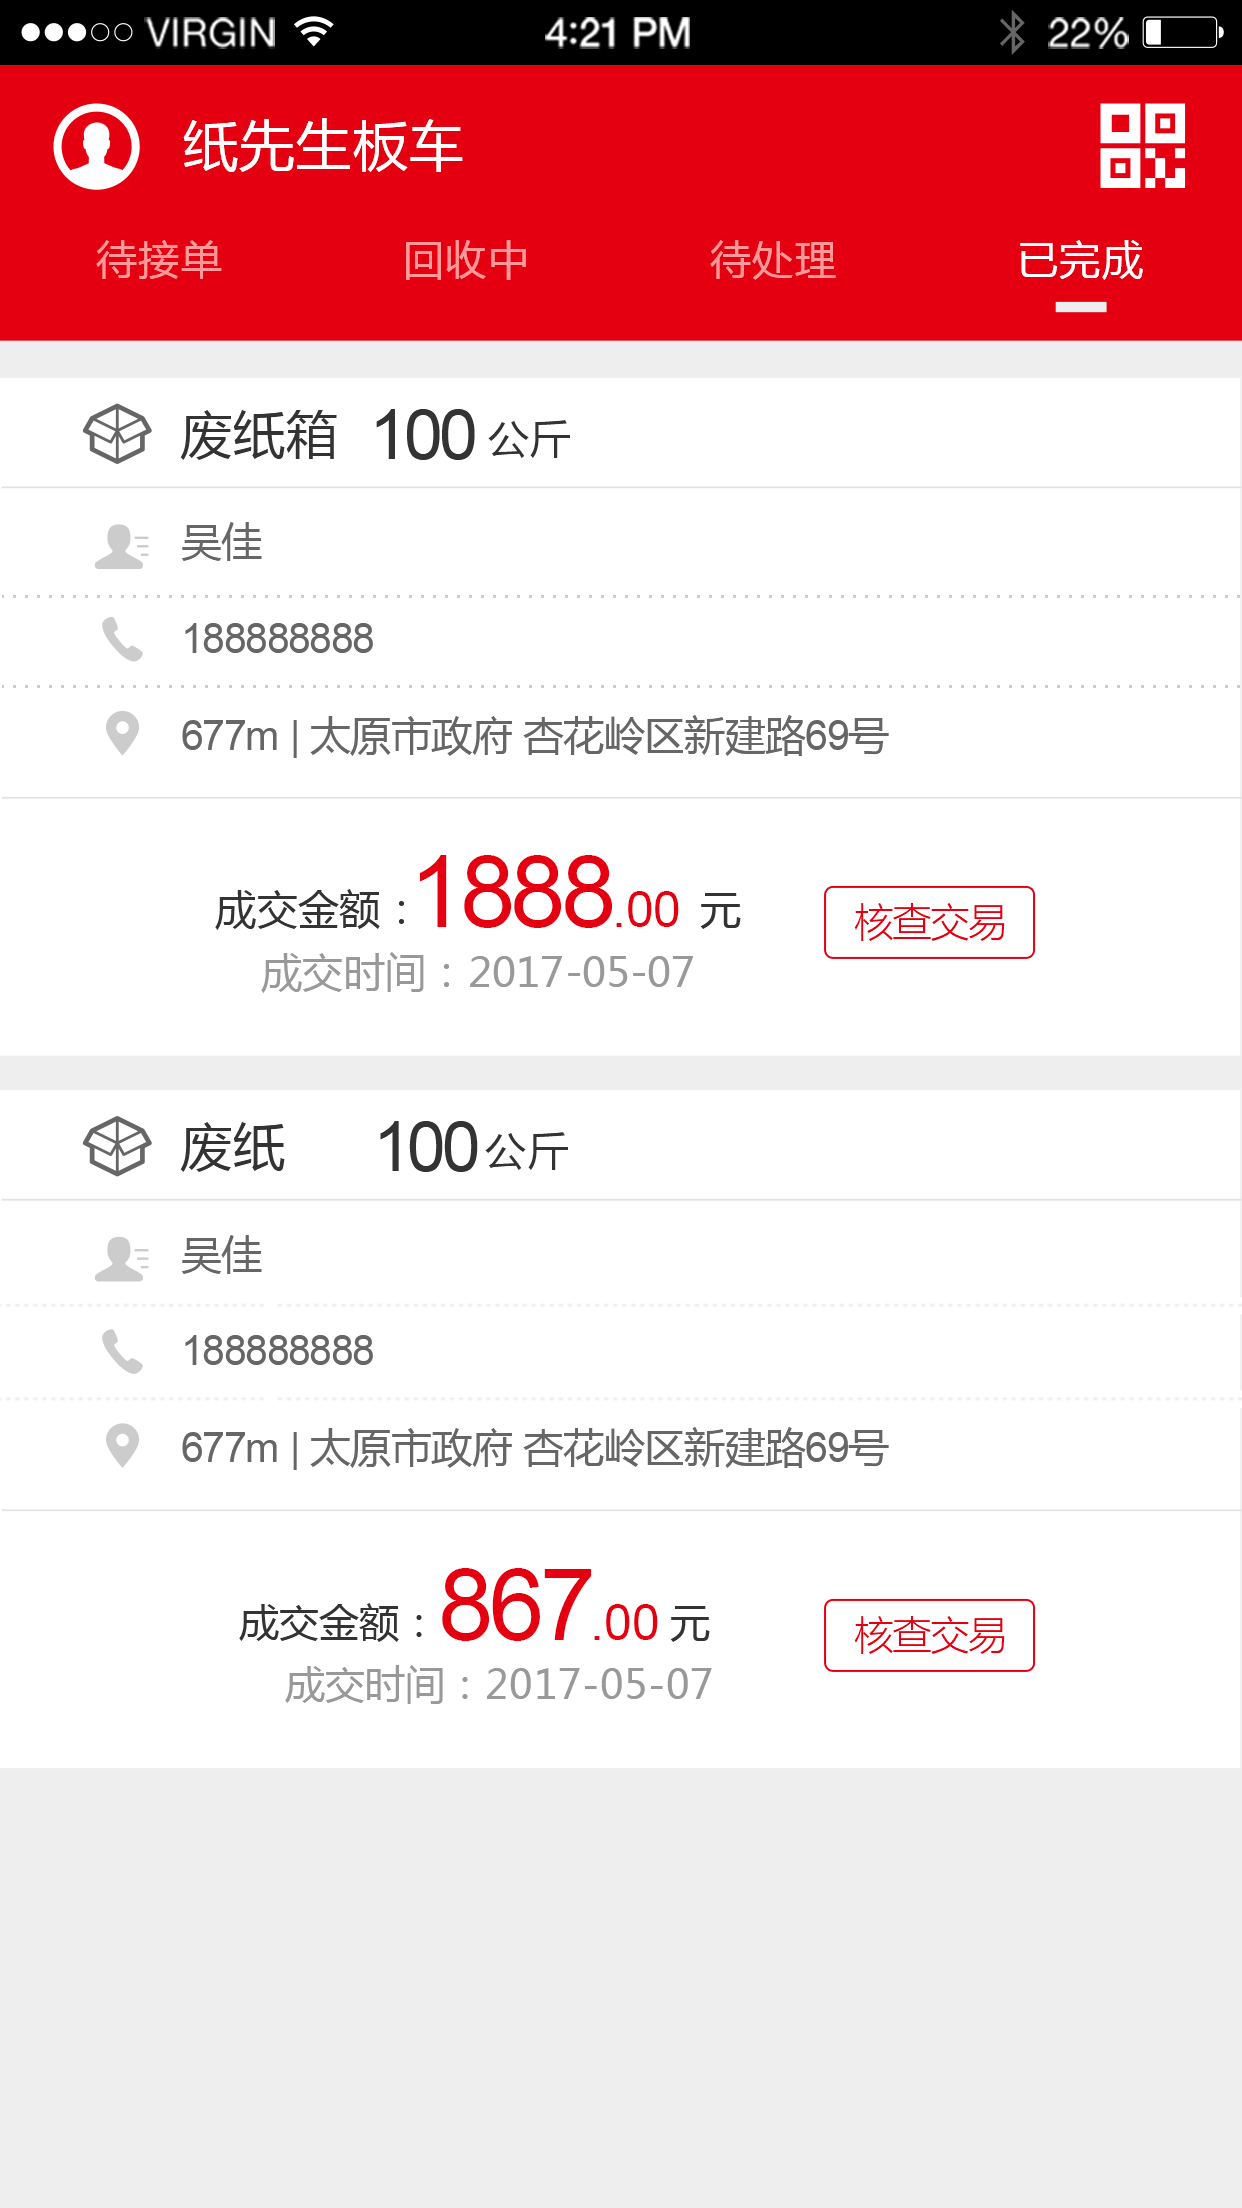 VIRGIN 4:21 PM 22%
纸先生板车
待接单 回收中 待处理 已完成
废纸箱 100 公斤
吴佳
188888888
677m | 太原市政府 杏花岭区新建路69号
成交金额：1888.00 元
核查交易
成交时间：2017-05-07
废纸 100 公斤
吴佳
188888888
677m | 太原市政府 杏花岭区新建路69号
成交金额：867.00 元
核查交易
成交时间：2017-05-07